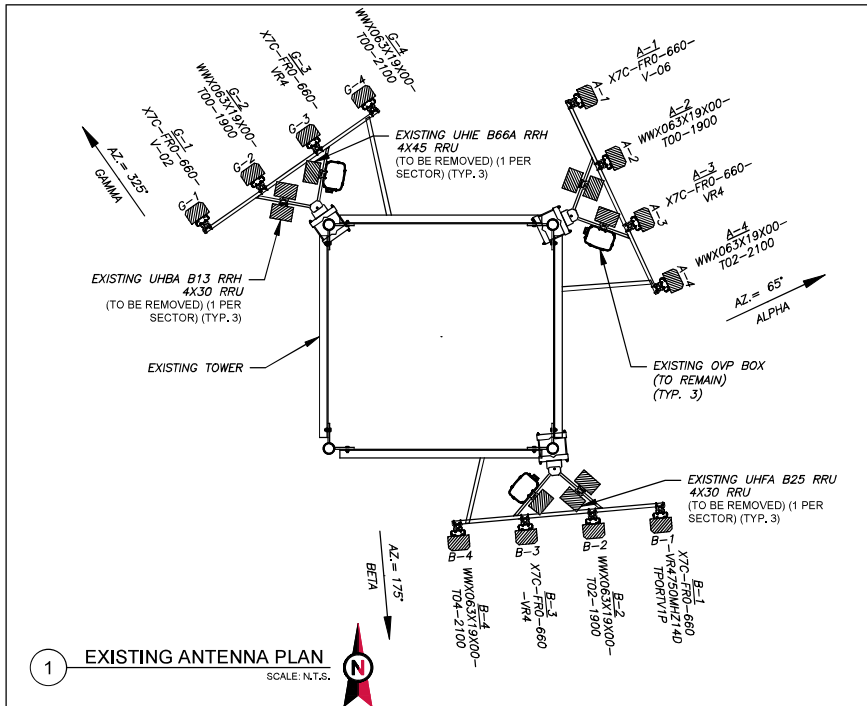 G-4
WWX063X19X00-
T00-2100
G-3
X7C-FRO-660-
VR4
G-2
WWX063X19X00-
T00-1900
G-1
X7C-FRO-660-
V-02
G-4
G-3
G-2
G-1
AZ.= 325°
GAMMA
EXISTING UHIE B66A RRH
4X45 RRU
(TO BE REMOVED) (1 PER
SECTOR) (TYP. 3)
A-1
X7C-FRO-660-
V-06
A-2
WWX063X19X00-
T00-1900
A-3
X7C-FRO-660-
VR4
A-4
WWX063X19X00-
T02-2100
A-1
A-2
A-3
A-4
AZ.= 65°
ALPHA
EXISTING UHBA B13 RRH
4X30 RRU
(TO BE REMOVED) (1 PER
SECTOR) (TYP. 3)
EXISTING TOWER
EXISTING OVP BOX
(TO REMAIN)
(TYP. 3)
EXISTING UHFA B25 RRU
4X30 RRU
(TO BE REMOVED) (1 PER
SECTOR) (TYP. 3)
AZ.= 175°
BETA
B-4
B-3
B-2
B-1
B-4
WWX063X19X00-
T04-2100
B-3
X7C-FRO-660
-VR4
B-2
WWX063X19X00-
T02-1900
B-1
X7C-FRO-660
-VR4750MHZ14D
TPORTV1P
1
EXISTING ANTENNA PLAN
SCALE: N.T.S.
N